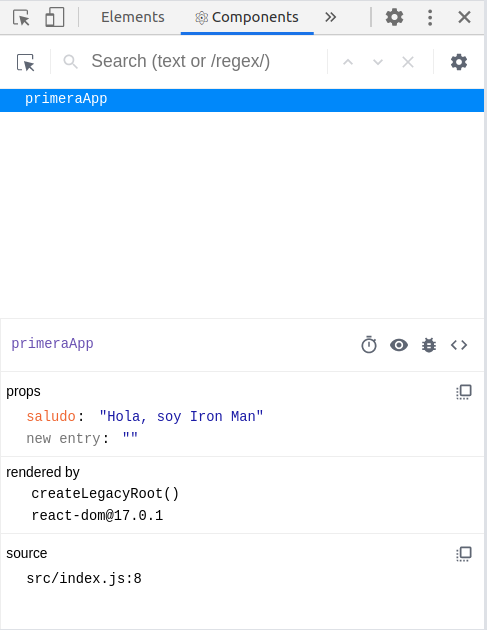 Elements Components
Search (text or /regex/)
primeraApp
primeraApp
props
saludo: "Hola, soy Iron Man"
new entry: ""
rendered by
createLegacyRoot()
react-dom@17.0.1
source
src/index.js:8